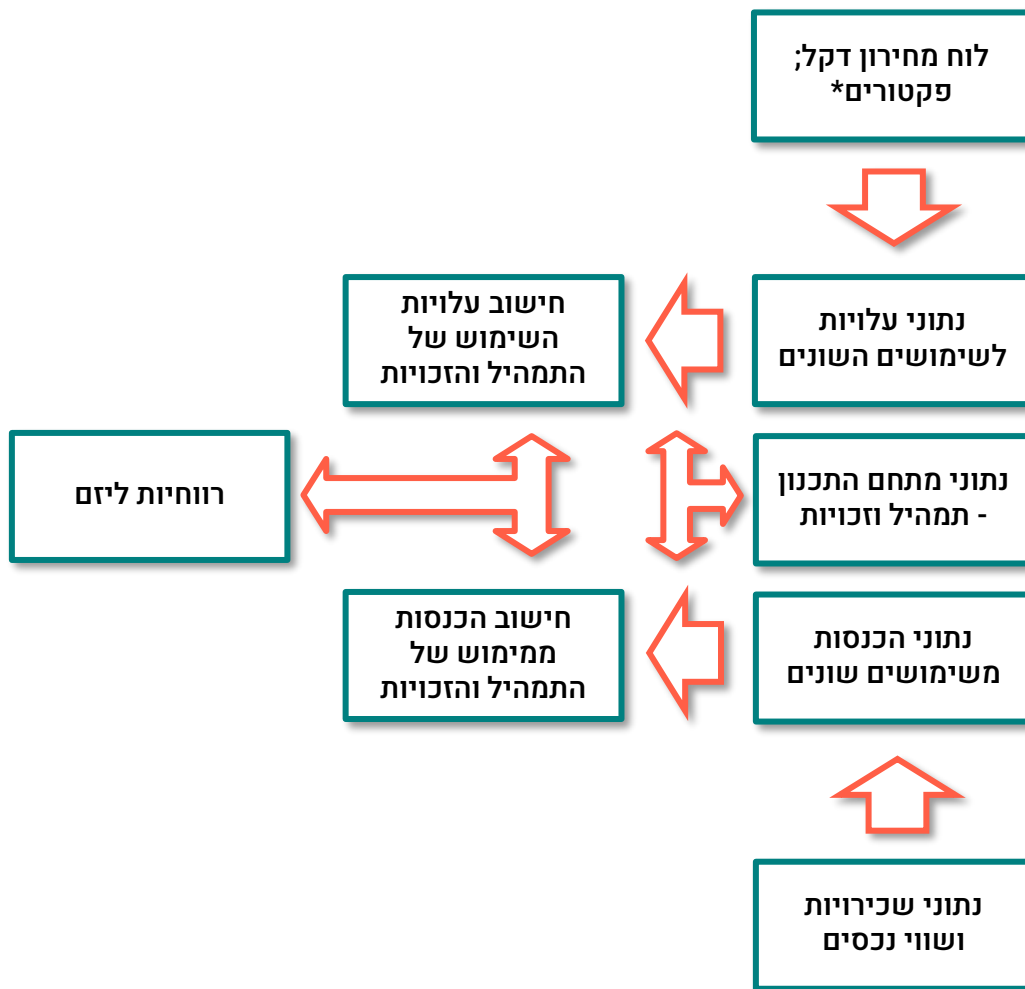 לוח מחירון דקל;
פקטורים*
נתוני עלויות
לשימושים השונים
חישוב עלויות
השימוש של
התמהיל והזכויות
נתוני מתחם התכנון
- תמהיל וזכויות
רווחיות ליזם
נתוני הכנסות
משימושים שונים
חישוב הכנסות
ממימוש של
התמהיל והזכויות
נתוני שכירויות
ושווי נכסים